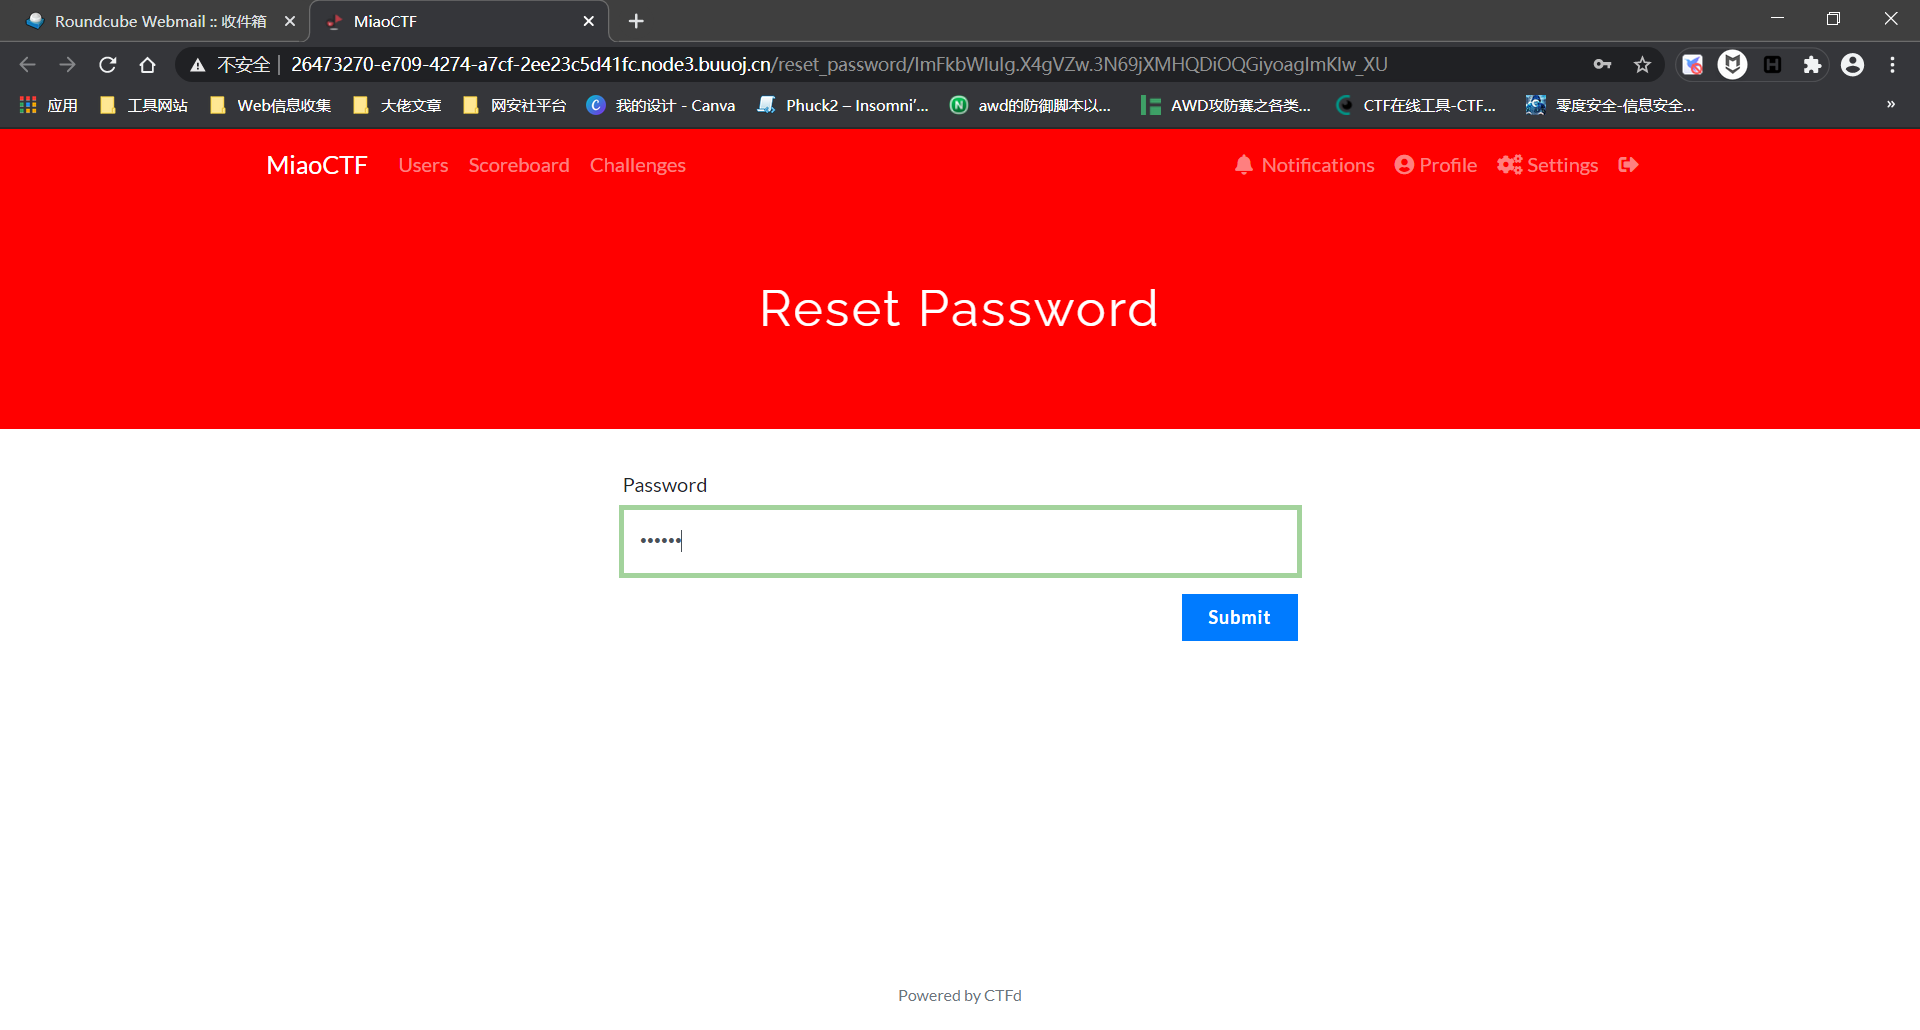 Roundcube Webmail :: 收件箱
MiaoCTF
不安全 26473270-e709-4274-a7cf-2ee23c5d41fc.node3.buuoj.cn/reset_password/ImFkbWluIg.X4gVZw.3N69jXMHQDiOQGiyoagImKlw_XU
应用 工具网站 Web信息收集 大佬文章 网安社平台 我的设计 - Canva Phuck2 – Insomni'... awd的防御脚本以... AWD攻防赛之各类... CTF在线工具-CTF... 零度安全-信息安全... »
MiaoCTF Users Scoreboard Challenges Notifications Profile Settings
Reset Password
Password
••••••
Submit
Powered by CTFd